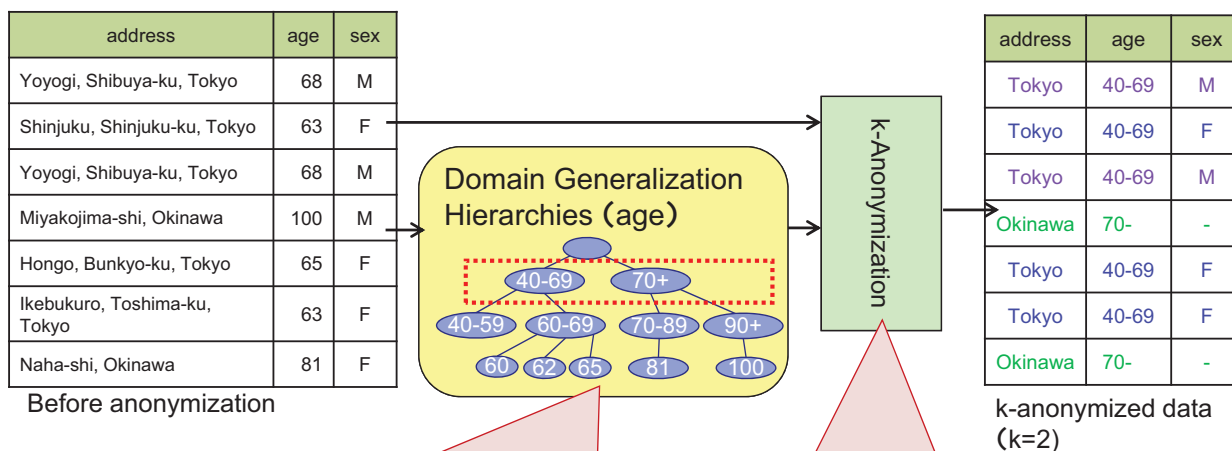 address age sex
Yoyogi, Shibuya-ku, Tokyo 68 M
Shinjuku, Shinjuku-ku, Tokyo 63 F
Yoyogi, Shibuya-ku, Tokyo 68 M
Miyakojima-shi, Okinawa 100 M
Hongo, Bunkyo-ku, Tokyo 65 F
Ikebukuro, Toshima-ku,
Tokyo 63 F
Naha-shi, Okinawa 81 F
Before anonymization
Domain Generalization
Hierarchies (age)
40-69 70+
40-59 60-69 70-89 90+
60 62 65 81 100
k-Anonymization
address age sex
Tokyo 40-69 M
Tokyo 40-69 F
Tokyo 40-69 M
Okinawa 70- -
Tokyo 40-69 F
Tokyo 40-69 F
Okinawa 70- -
k-anonymized data
(k=2)